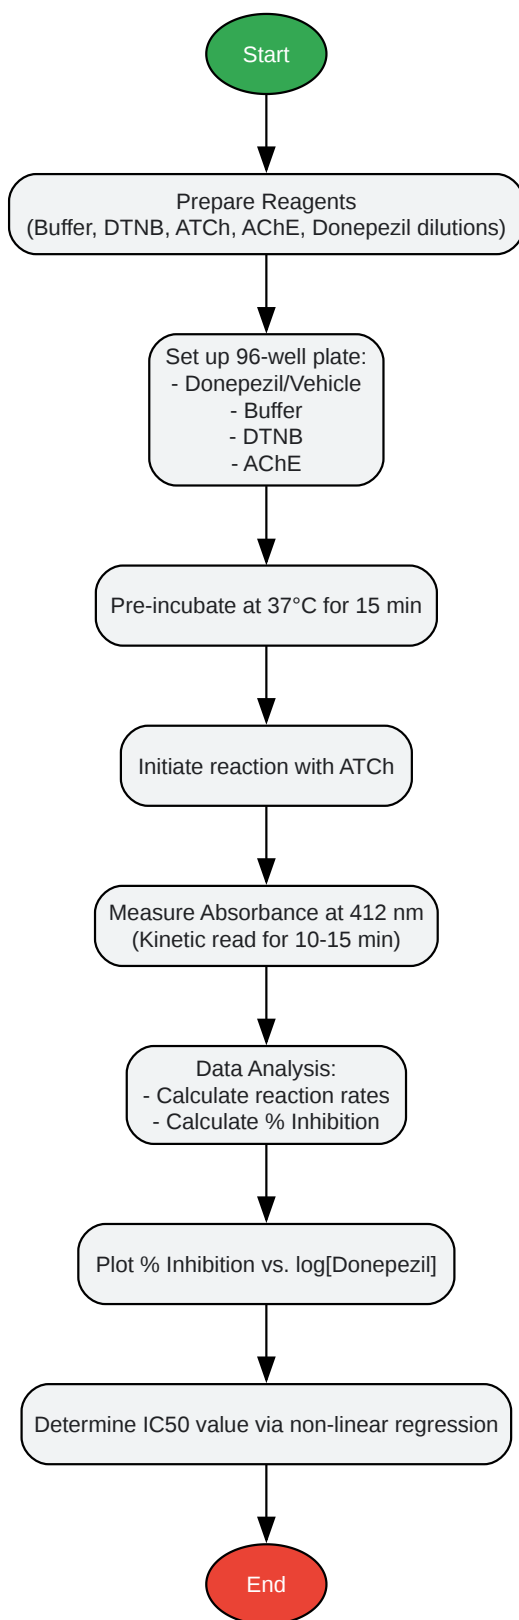 Start
Prepare Reagents
(Buffer, DTNB, ATCh, AChE, Donepezil dilutions)
Set up 96-well plate:
- Donepezil/Vehicle
- Buffer
- DTNB
- AChE
Pre-incubate at 37°C for 15 min
Initiate reaction with ATCh
Measure Absorbance at 412 nm
(Kinetic read for 10-15 min)
Data Analysis:
- Calculate reaction rates
- Calculate % Inhibition
Plot % Inhibition vs. log[Donepezil]
Determine IC50 value via non-linear regression
End